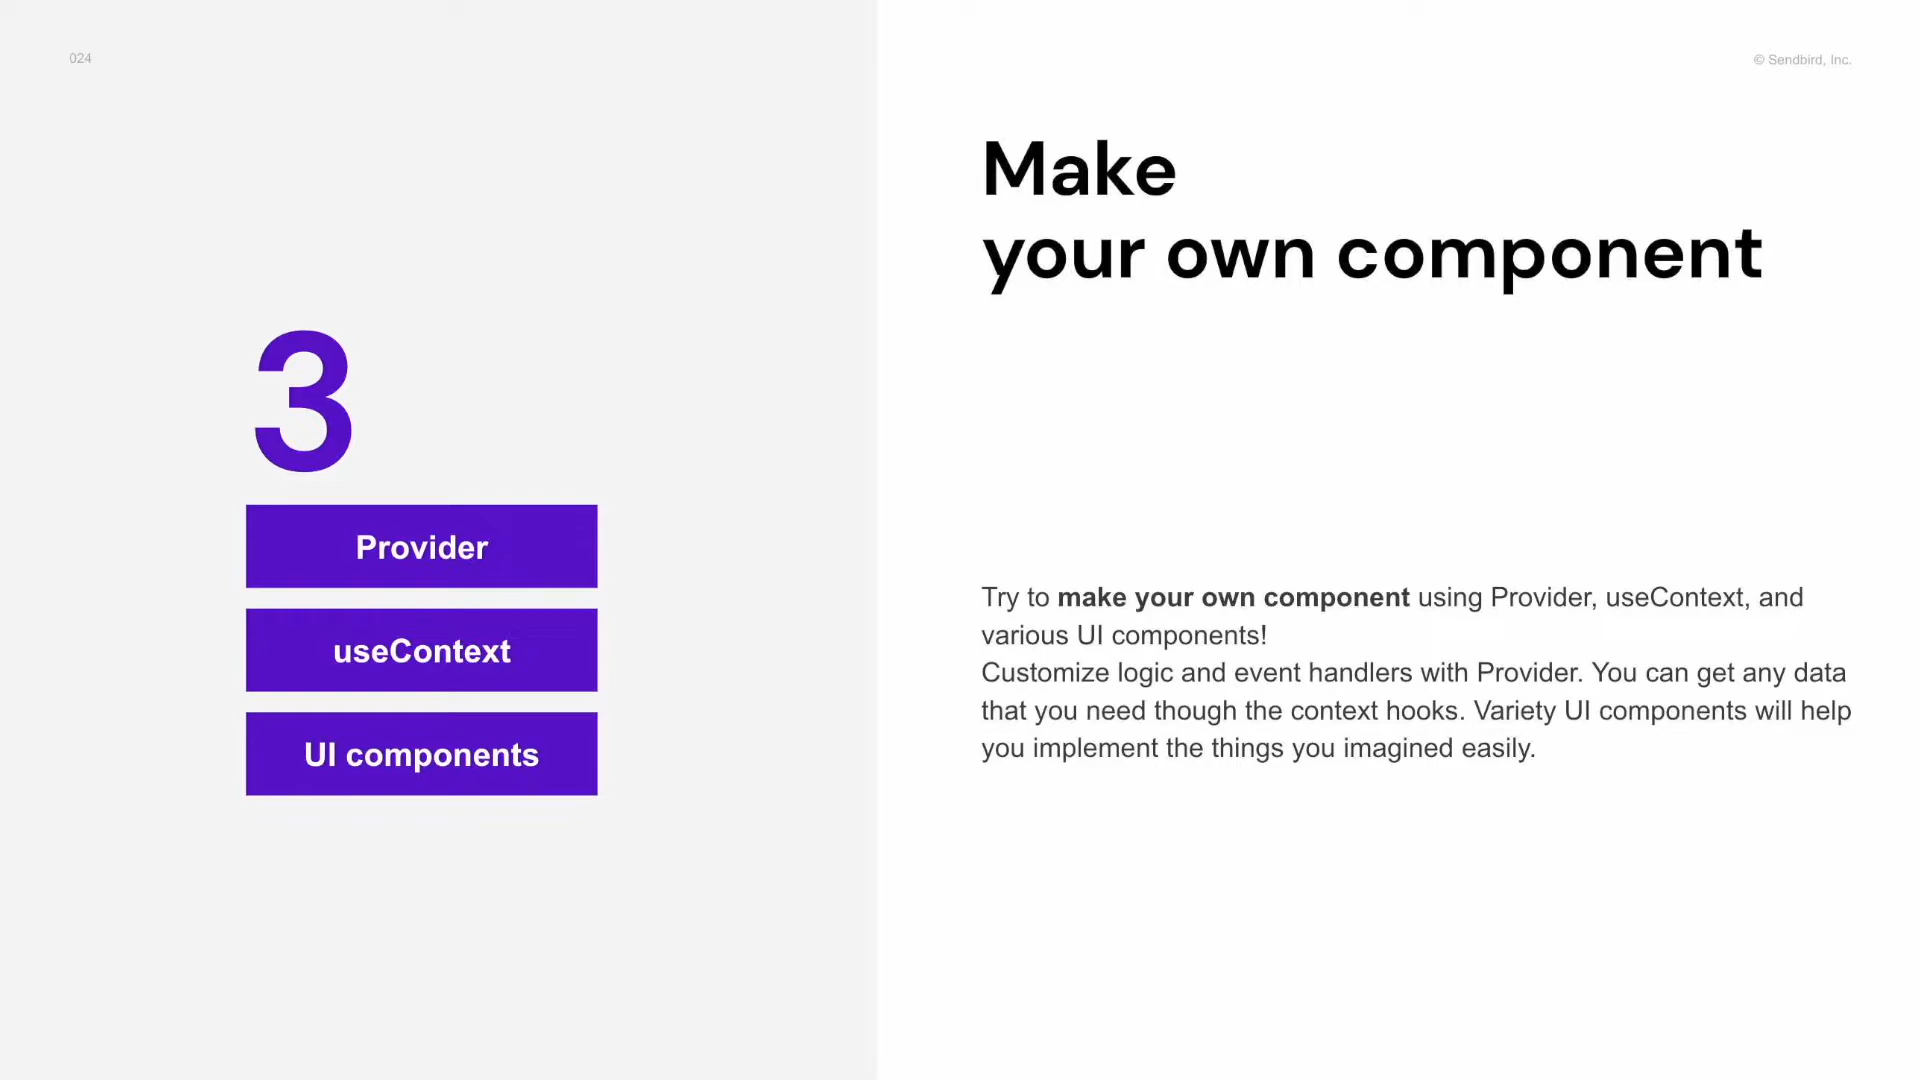 024
© Sendbird, Inc.
Make
your own component
3
Provider
useContext
UI components
Try to make your own component using Provider, useContext, and
various UI components!
Customize logic and event handlers with Provider. You can get any data
that you need though the context hooks. Variety UI components will help
you implement the things you imagined easily.